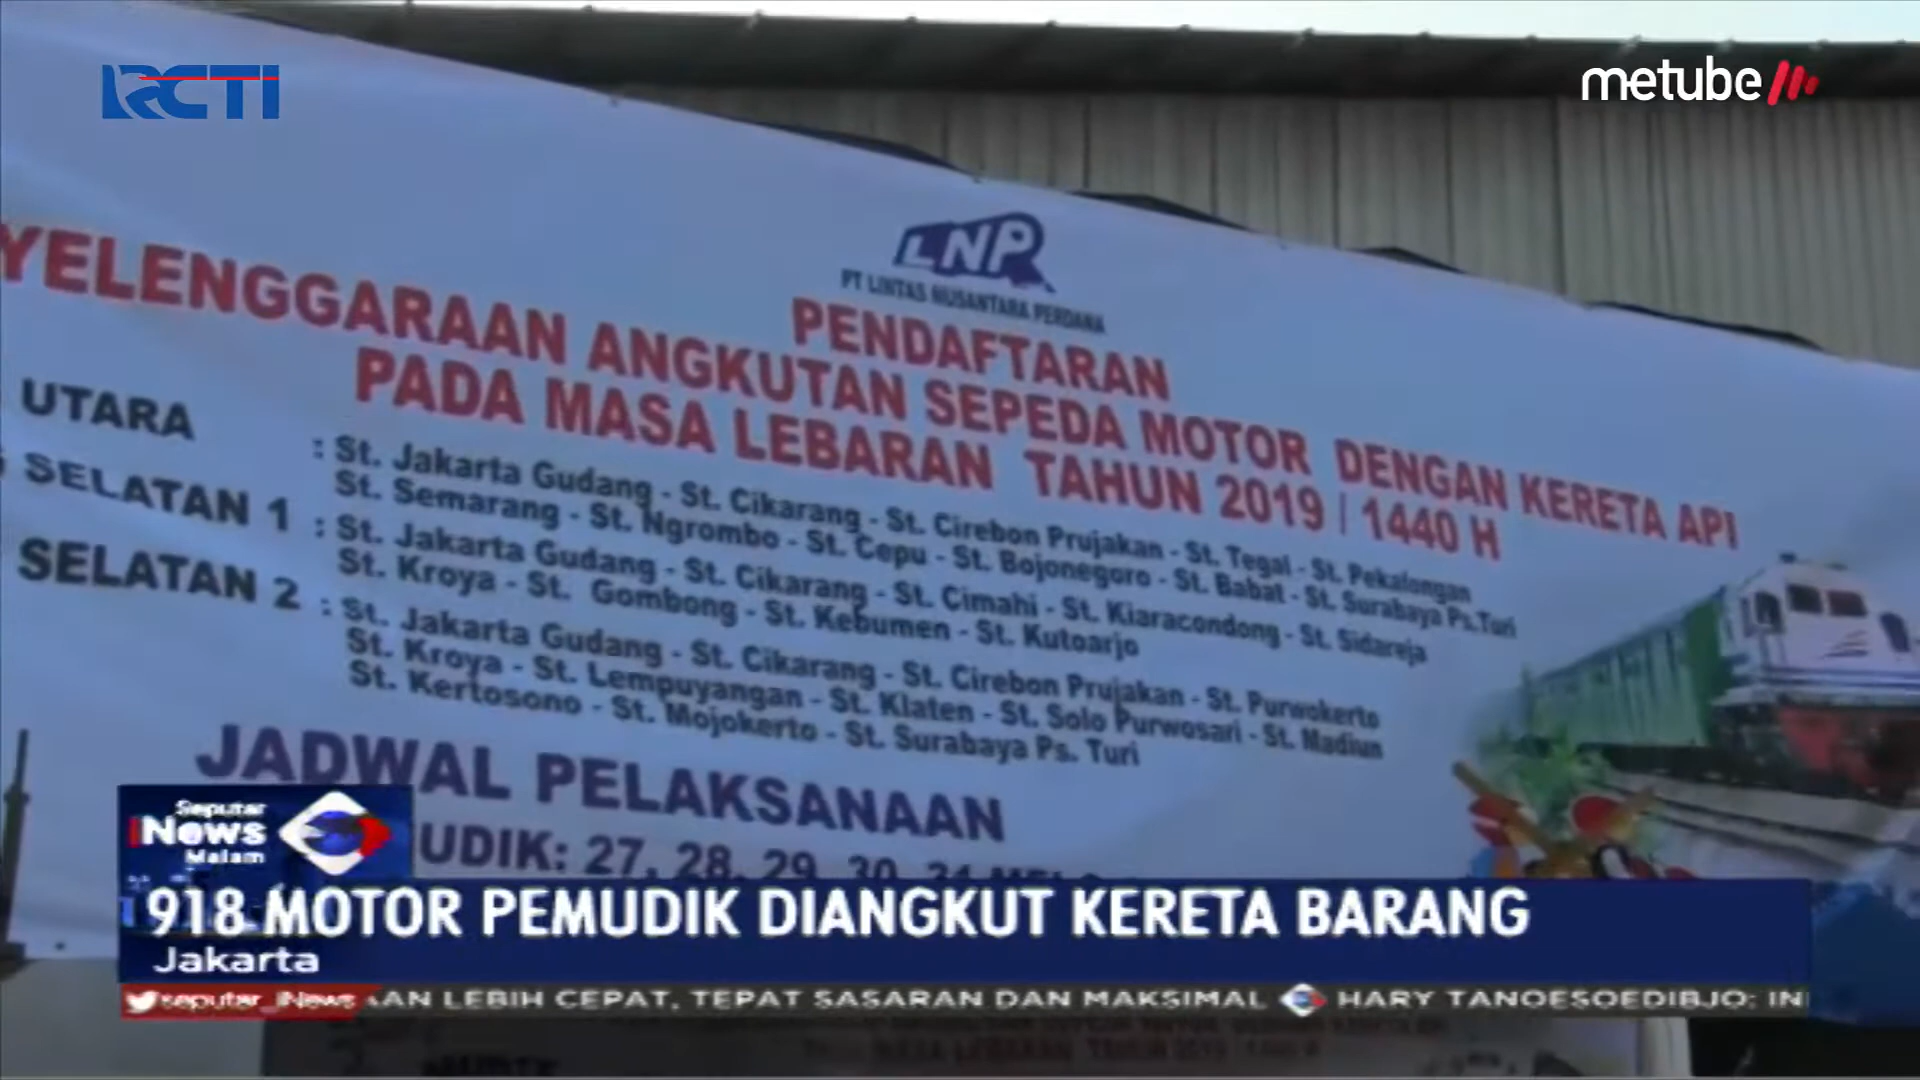 RCTI
metube
LNP
PT LINTAS NUSANTARA PERDANA
PENDAFTARAN
YELENGGARAAN ANGKUTAN SEPEDA MOTOR DENGAN KERETA API
PADA MASA LEBARAN TAHUN 2019 / 1440 H
UTARA : St. Jakarta Gudang - St. Cikarang - St. Cirebon Prujakan - St. Tegal - St. Pekalongan
St. Semarang - St. Ngrombo - St. Cepu - St. Bojonegoro - St. Babat - St. Surabaya Ps.Turi
SELATAN 1 : St. Jakarta Gudang - St. Cikarang - St. Cimahi - St. Kiaracondong - St. Sidareja
St. Kroya - St. Gombong - St. Kebumen - St. Kutoarjo
SELATAN 2 : St. Jakarta Gudang - St. Cikarang - St. Cirebon Prujakan - St. Purwokerto
St. Kroya - St. Lempuyangan - St. Klaten - St. Solo Purwosari - St. Madiun
St. Kertosono - St. Mojokerto - St. Surabaya Ps. Turi
JADWAL PELAKSANAAN
UDIK: 27, 28, 29, 30, 31
Seputar
iNews
Malam
918 MOTOR PEMUDIK DIANGKUT KERETA BARANG
Jakarta
seputar_iNews AAN LEBIH CEPAT, TEPAT SASARAN DAN MAKSIMAL HARY TANOESOEDIBJO: IN